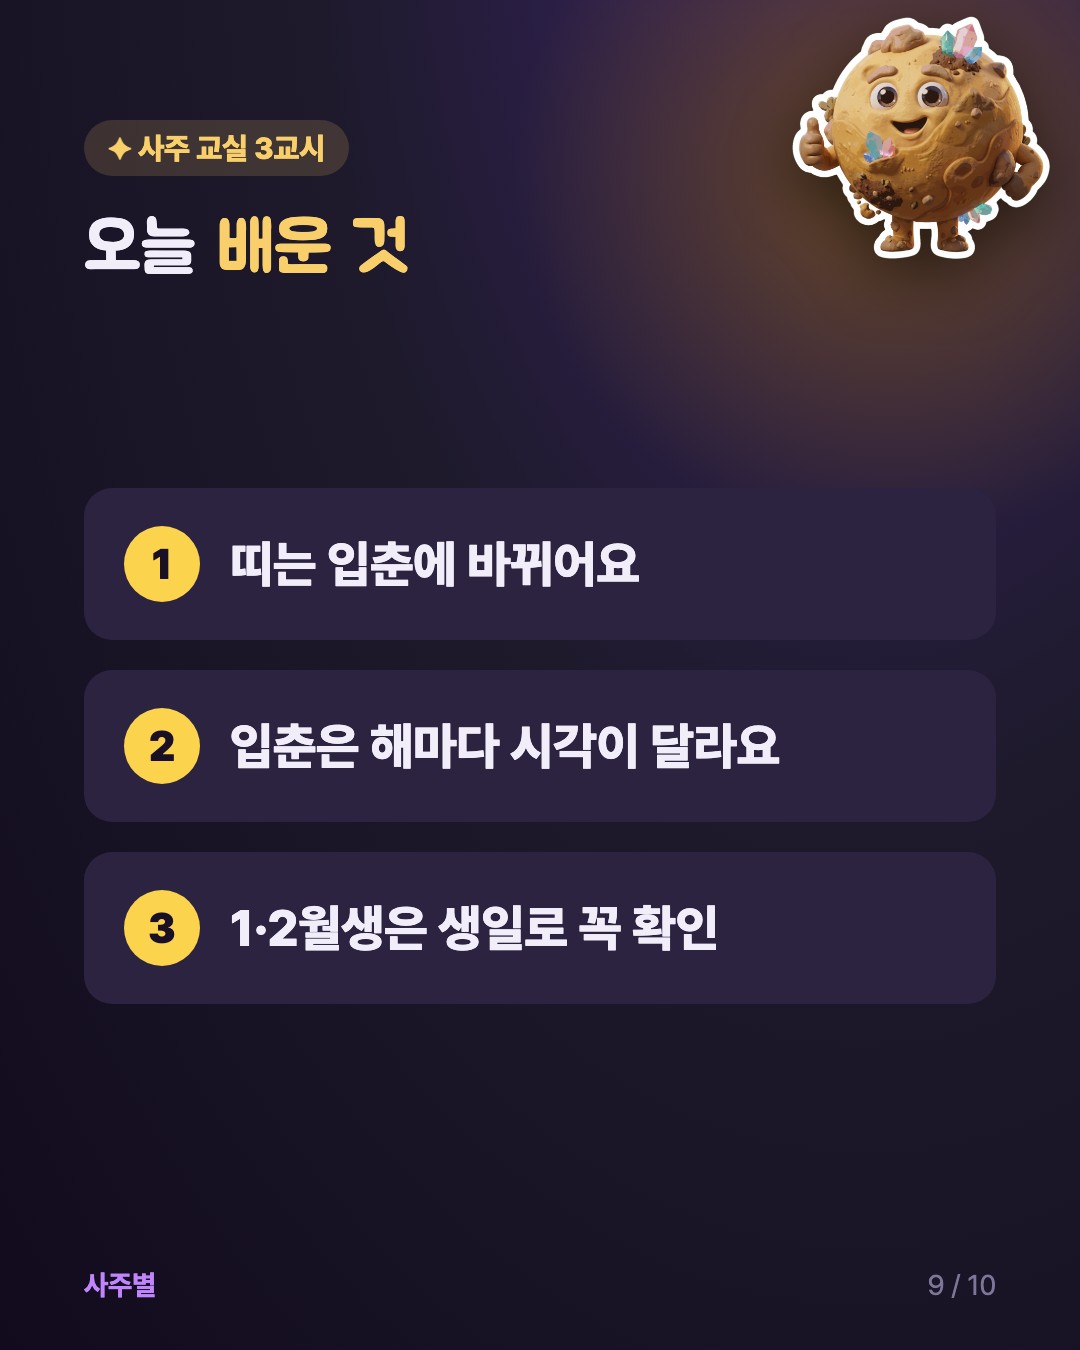 ✦ 사주 교실 3교시
오늘 배운 것
1 띠는 입춘에 바뀌어요
2 입춘은 해마다 시각이 달라요
3 1·2월생은 생일로 꼭 확인
사주별
9 / 10